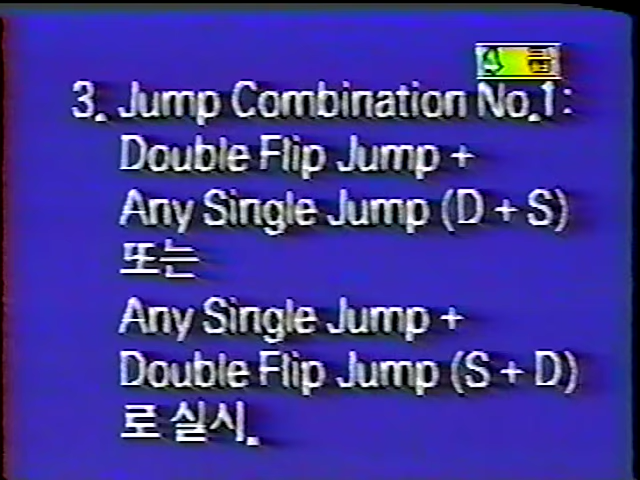 3. Jump Combination No.1:
Double Flip Jump +
Any Single Jump (D + S)
또는
Any Single Jump +
Double Flip Jump (S + D)
로 실시.